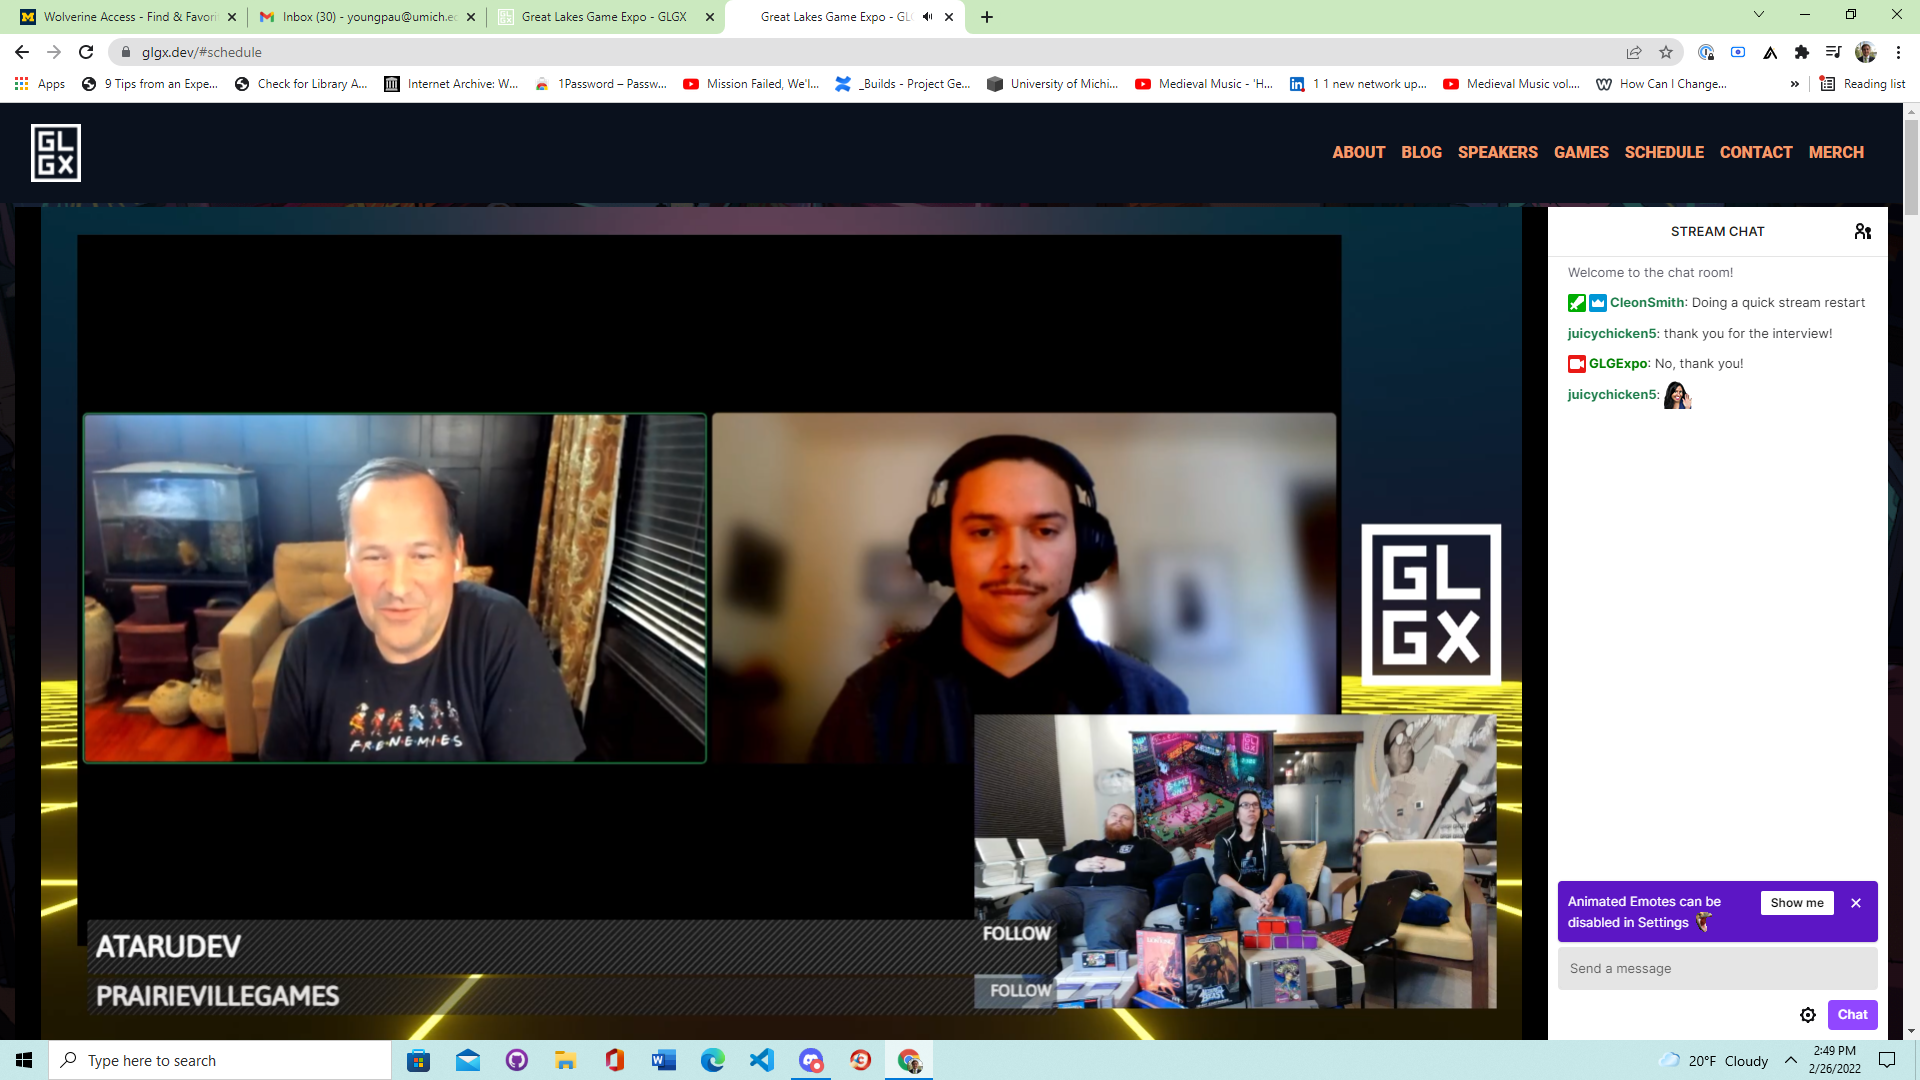 Wolverine Access - Find & Favori
Inbox (30) - youngpau@umich.ed
Great Lakes Game Expo - GLGX
Great Lakes Game Expo - GLG
glgx.dev/#schedule
Apps
9 Tips from an Expe...
Check for Library A...
Internet Archive: W...
1Password – Passw...
Mission Failed, We'l...
_Builds - Project Ge...
University of Michi...
Medieval Music - 'H...
1 1 new network up...
Medieval Music vol....
How Can I Change...
»
Reading list
GL
GX
ABOUT
BLOG
SPEAKERS
GAMES
SCHEDULE
CONTACT
MERCH
STREAM CHAT
Welcome to the chat room!
CleonSmith: Doing a quick stream restart
juicychicken5: thank you for the interview!
GLGExpo: No, thank you!
juicychicken5:
F·R·E·N·E·M·I·E·S
GL
GX
ATARUDEV
FOLLOW
PRAIRIEVILLEGAMES
FOLLOW
Animated Emotes can be
disabled in Settings
Show me
Send a message
Chat
Type here to search
20°F Cloudy
2:49 PM
2/26/2022